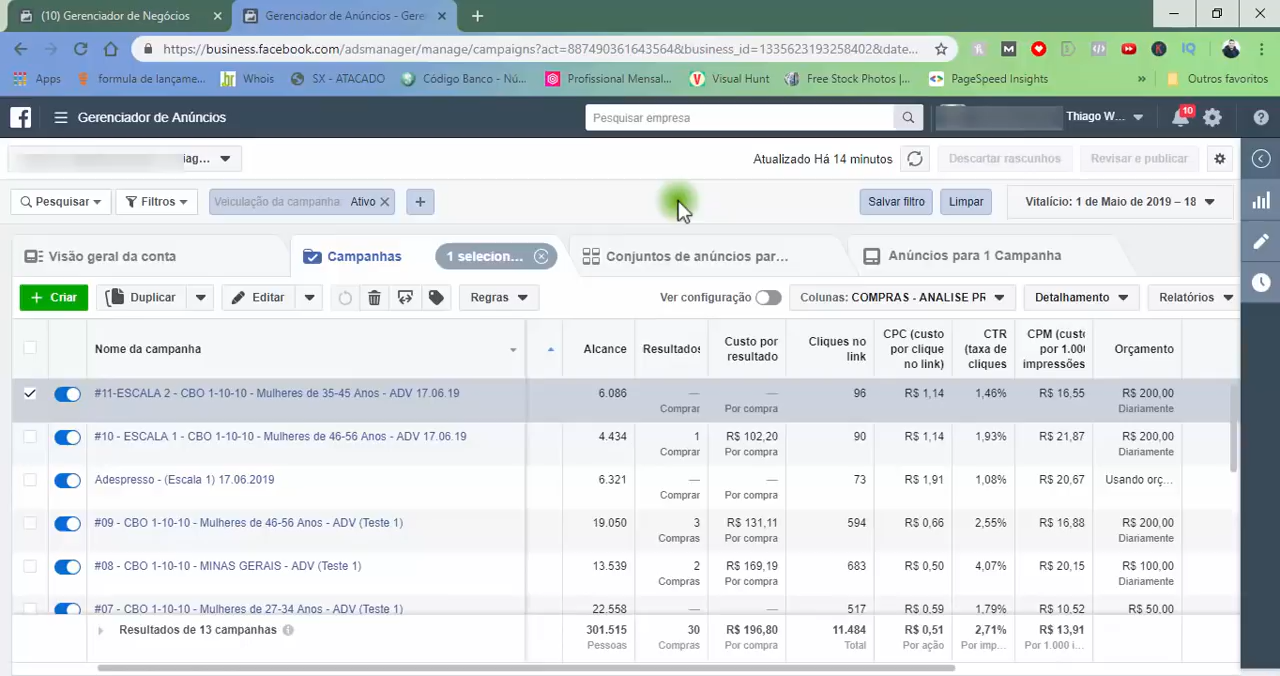 (10) Gerenciador de Negócios
Gerenciador de Anúncios - Gere
https://business.facebook.com/adsmanager/manage/campaigns?act=887490361643564&business_id=133562319325840​2&date...
Apps
formula de lançame...
Whois
SX - ATACADO
Código Banco - Nú...
Profissional Mensal...
Visual Hunt
Free Stock Photos |...
PageSpeed Insights
»
Outros favoritos
Gerenciador de Anúncios
Pesquisar empresa
Thiago W...
10
iag...
Atualizado Há 14 minutos
Descartar rascunhos
Revisar e publicar
Pesquisar
Filtros
Veiculação da campanha Ativo
Salvar filtro
Limpar
Vitalício: 1 de Maio de 2019 – 18
Visão geral da conta
Campanhas
1 selecion...
Conjuntos de anúncios par...
Anúncios para 1 Campanha
+ Criar
Duplicar
Editar
Regras
Ver configuração
Colunas: COMPRAS - ANALISE PR
Detalhamento
Relatórios
Nome da campanha
Alcance
Resultados
Custo por resultado
Cliques no link
CPC (custo por clique no link)
CTR (taxa de cliques
CPM (custo por 1.000 impressões
Orçamento
#11-ESCALA 2 - CBO 1-10-10 - Mulheres de 35-45 Anos - ADV 17.06.19 6.086 — — 96 R$ 1,14 1,46% R$ 16,55 R$ 200,00
Comprar Por compra Diariamente
#10 - ESCALA 1 - CBO 1-10-10 - Mulheres de 46-56 Anos - ADV 17.06.19 4.434 1 R$ 102,20 90 R$ 1,14 1,93% R$ 21,87 R$ 200,00
Comprar Por compra Diariamente
Adespresso - (Escala 1) 17.06.2019 6.321 — — 73 R$ 1,91 1,08% R$ 20,67 Usando orç...
Comprar Por compra
#09 - CBO 1-10-10 - Mulheres de 46-56 Anos - ADV (Teste 1) 19.050 3 R$ 131,11 594 R$ 0,66 2,55% R$ 16,88 R$ 200,00
Compras Por compra Diariamente
#08 - CBO 1-10-10 - MINAS GERAIS - ADV (Teste 1) 13.539 2 R$ 169,19 683 R$ 0,50 4,07% R$ 20,15 R$ 100,00
Compras Por compra Diariamente
#07 - CBO 1-10-10 - Mulheres de 27-34 Anos - ADV (Teste 1) 22.558 — — 517 R$ 0,59 1,79% R$ 10,52 R$ 50,00
Resultados de 13 campanhas 301.515 30 R$ 196,80 11.484 R$ 0,51 2,71% R$ 13,91
Pessoas Compras Por compra Total Por ação Por imp... Por 1.000 i...